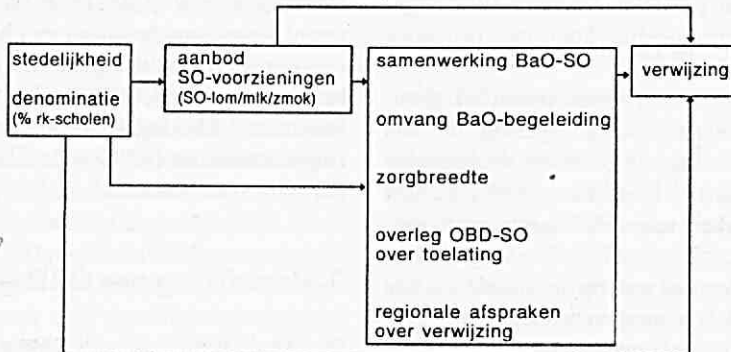 stedelijkheid
denominatie
(% rk-scholen)
aanbod
SO-voorzieningen
(SO-lom/mlk/zmok)
samenwerking BaO-SO
omvang BaO-begeleiding
zorgbreedte
overleg OBD-SO
over toelating
regionale afspraken
over verwijzing
verwijzing